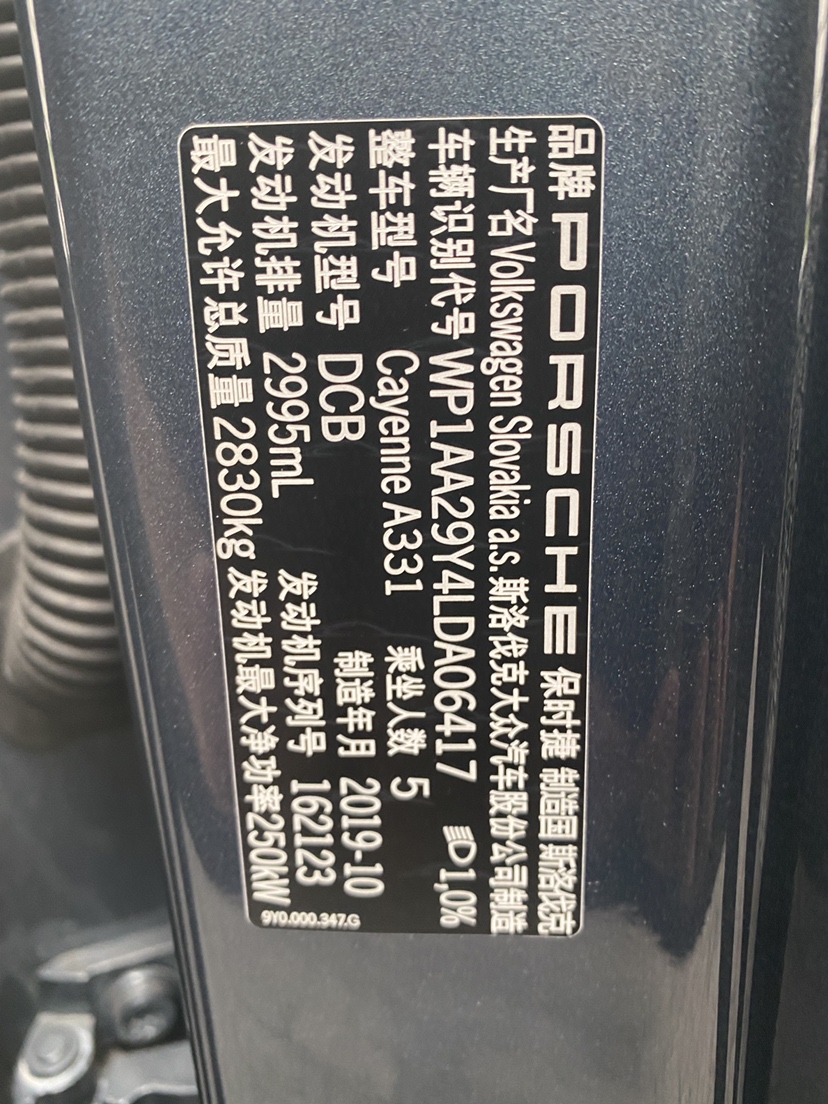 品牌 PORSCHE 保时捷 制造国 斯洛伐克
生产厂名 Volkswagen Slovakia a.s.斯洛伐克大众汽车股份公司制造
车辆识别代号 WP1AA29Y4LDA06417 1,0%
整车型号 Cayenne A331 乘坐人数 5
发动机型号 DCB 制造年月 2019-10
发动机排量 2995mL 发动机序列号 162123
最大允许总质量 2830kg 发动机最大净功率250kW
9Y0.000.347.G